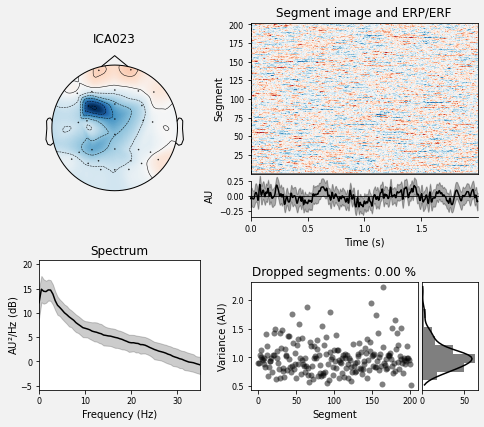 ICA023
Segment image and ERP/ERF
Segment
200
175
150
125
100
75
50
25
AU
0.25
0.00
−0.25
0.0 0.5 1.0 1.5
Time (s)
Spectrum
AU²/Hz (dB)
20
15
10
5
0
−5
0 10 20 30
Frequency (Hz)
Dropped segments: 0.00 %
Variance (AU)
2.0
1.5
1.0
0.5
0 50 100 150 200
Segment
0 50